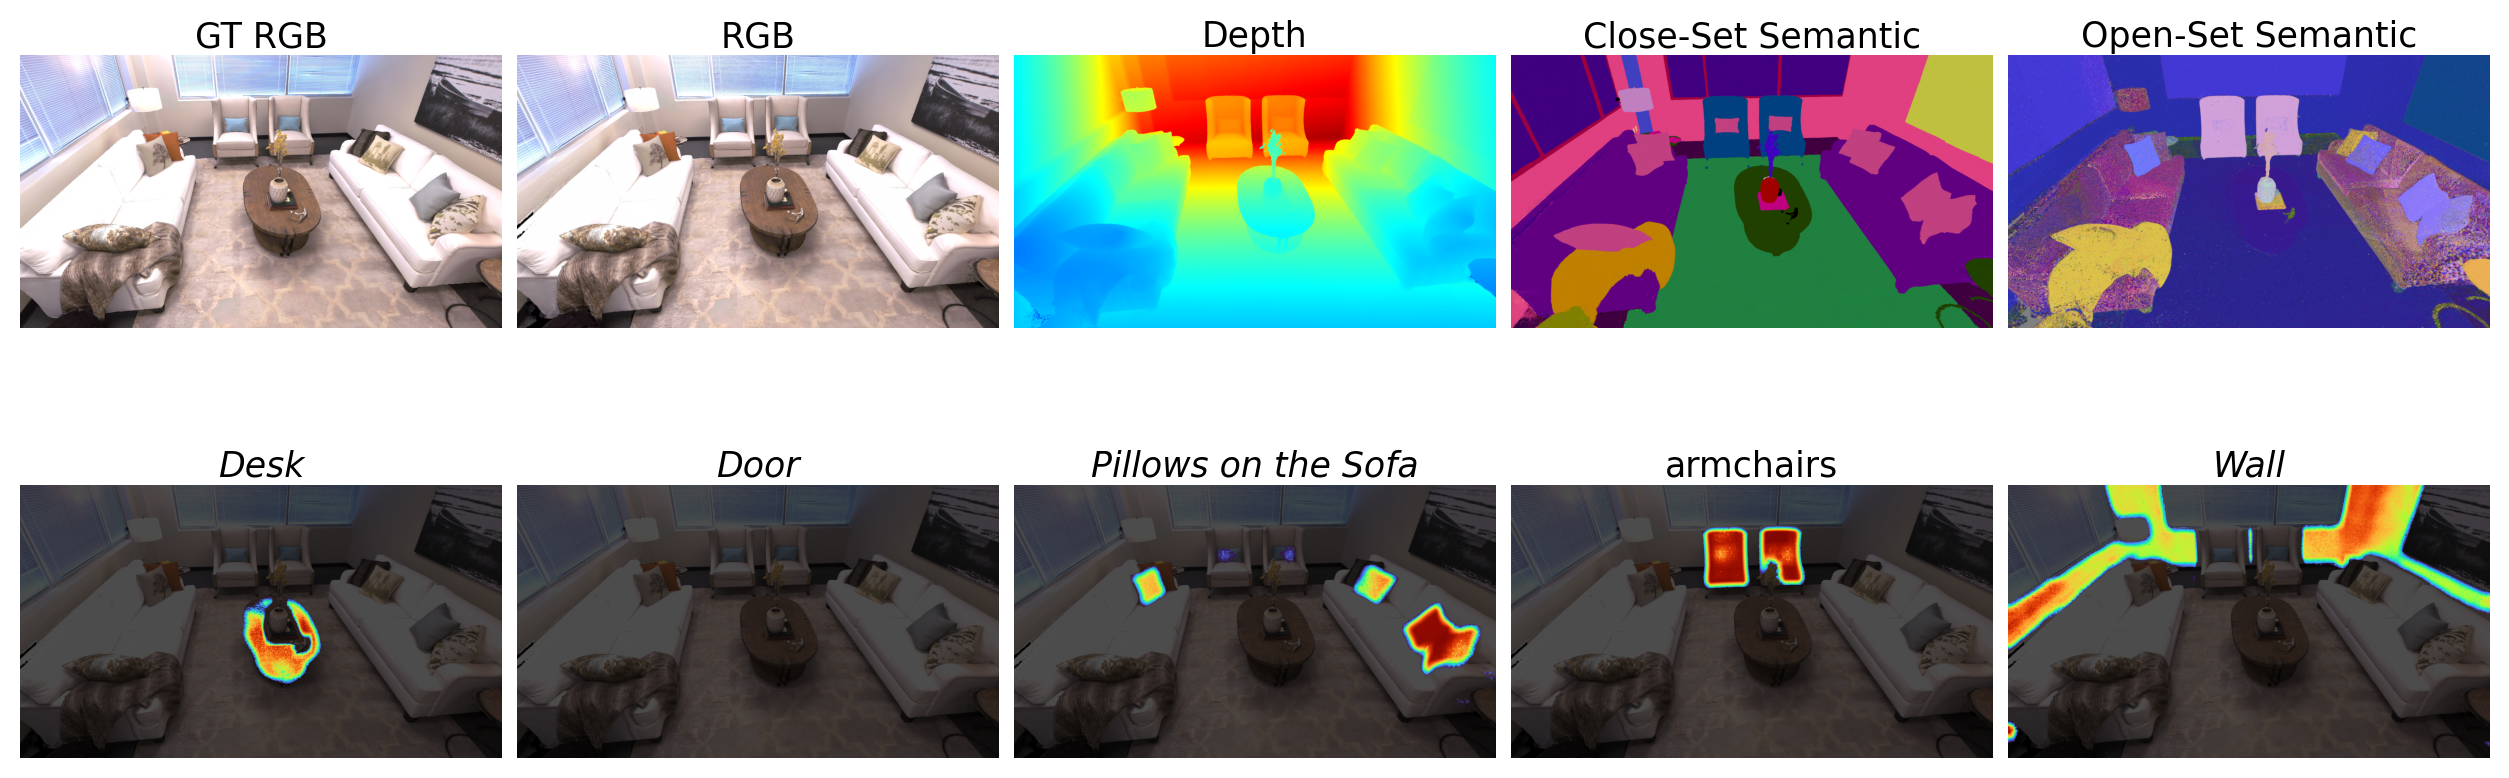 GT RGB
RGB
Depth
Close-Set Semantic
Open-Set Semantic
Desk
Door
Pillows on the Sofa
armchairs
Wall